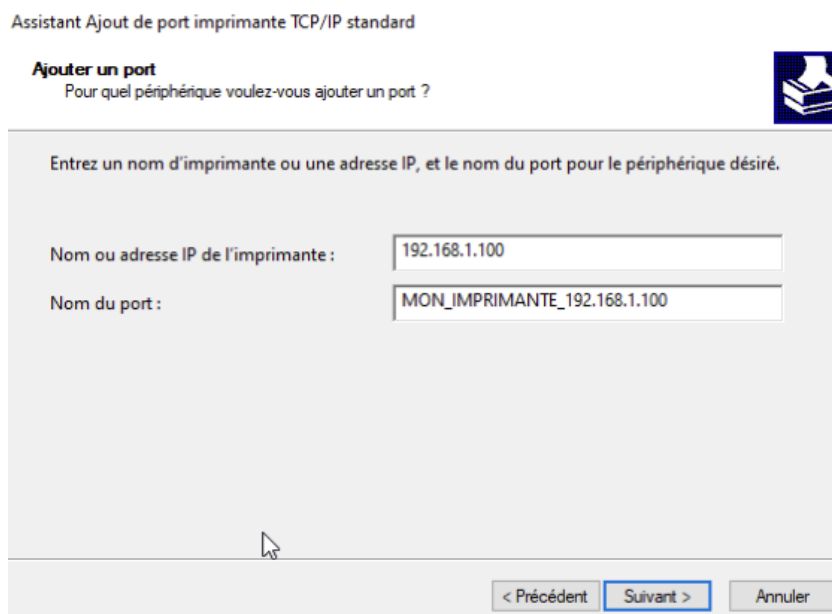 Assistant Ajout de port imprimante TCP/IP standard
Ajouter un port
Pour quel périphérique voulez-vous ajouter un port ?
Entrez un nom d'imprimante ou une adresse IP, et le nom du port pour le périphérique désiré.
Nom ou adresse IP de l'imprimante : 192.168.1.100
Nom du port : MON_IMPRIMANTE_192.168.1.100
< Précédent Suivant > Annuler